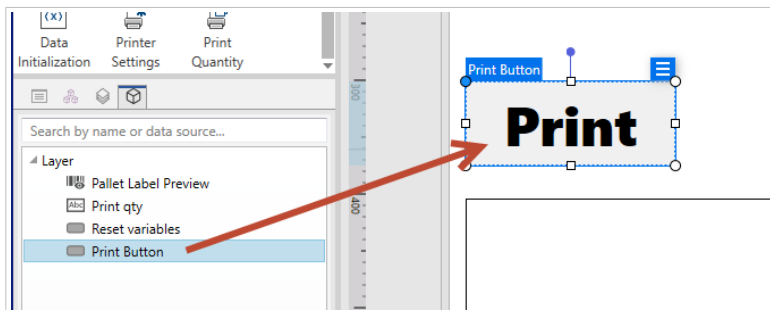 (x)
Data Initialization
Printer Settings
Print Quantity
Search by name or data source...
Layer
Pallet Label Preview
Abc Print qty
Reset variables
Print Button
300
400
Print Button
Print